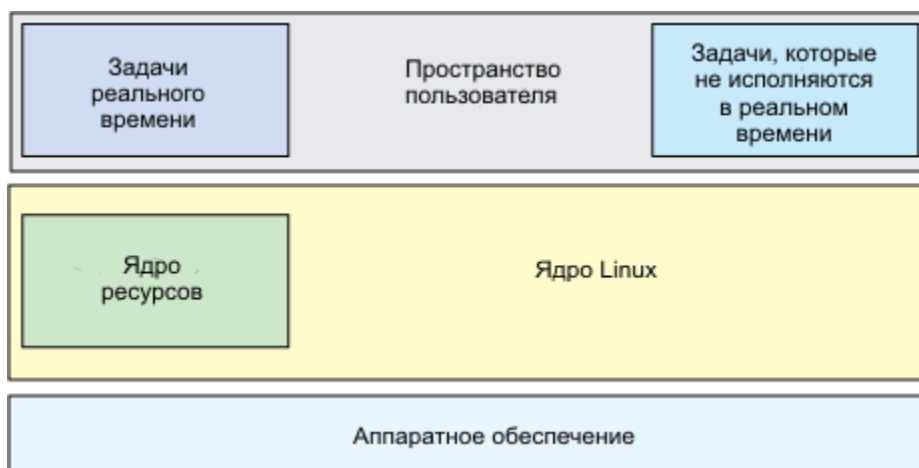 Задачи
реального
времени
Пространство
пользователя
Задачи, которые
не исполняются
в реальном
времени
Ядро
ресурсов
Ядро Linux
Аппаратное обеспечение